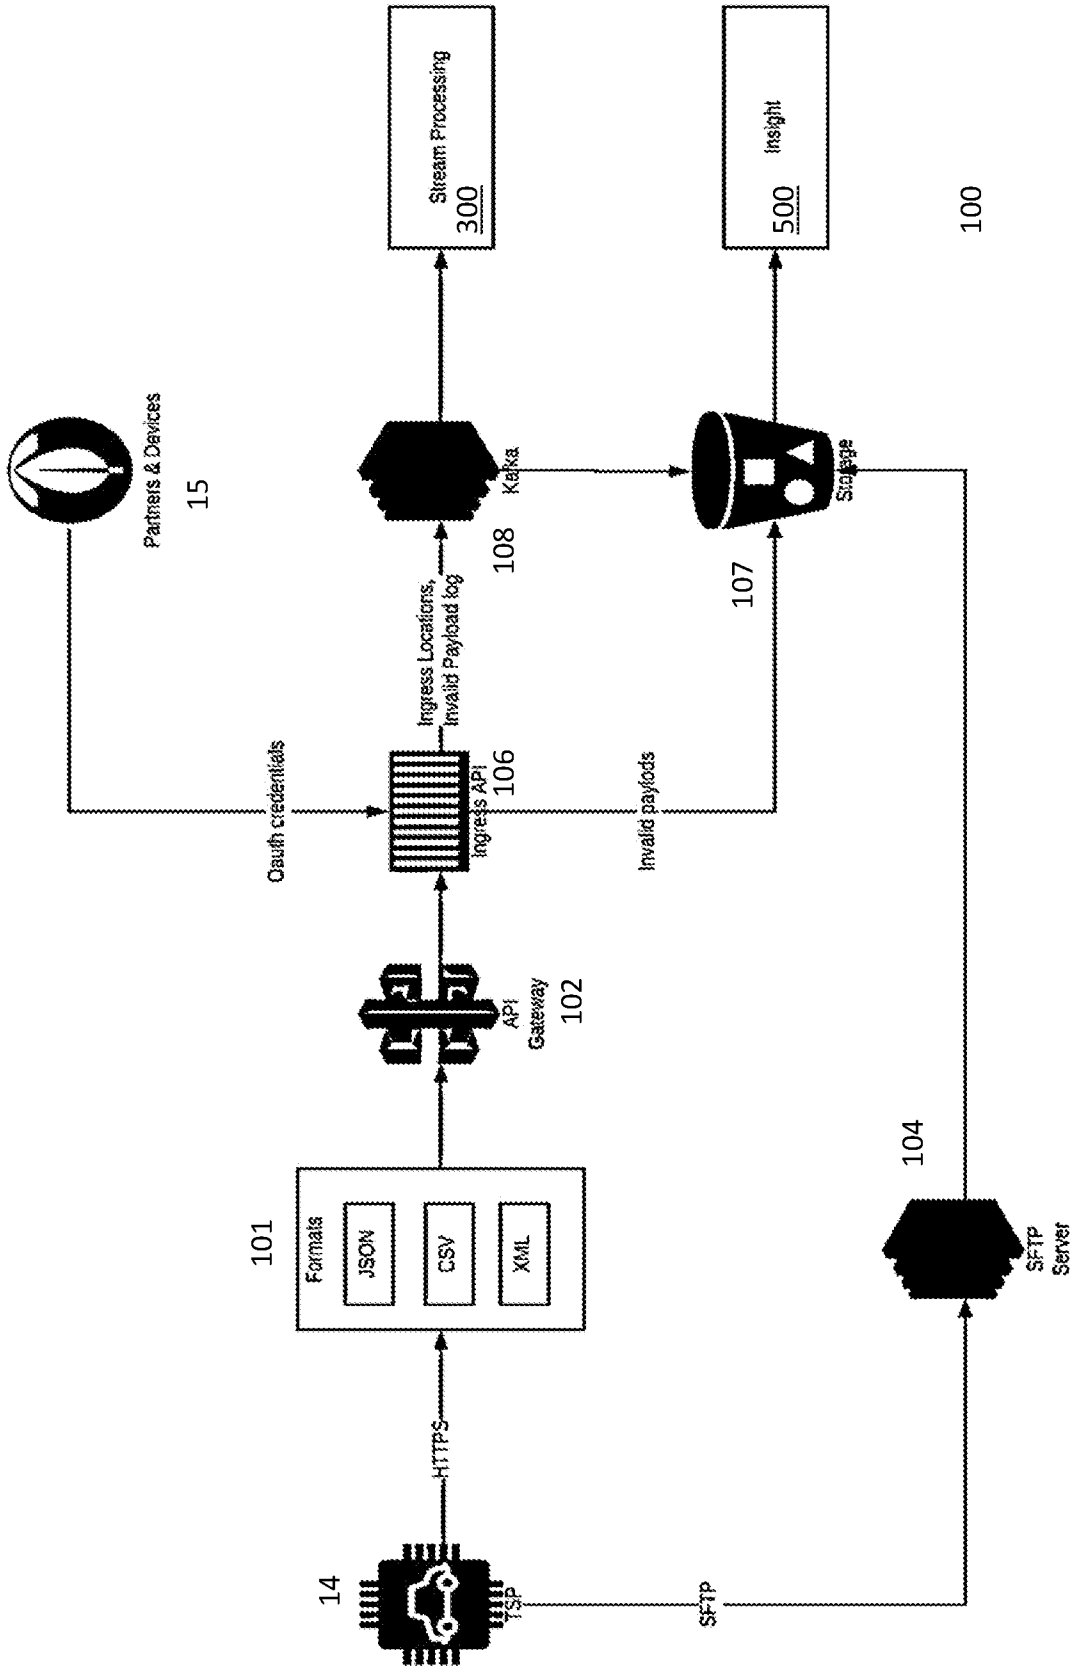 14
TSP
HTTPS
SFTP
101
Formats
JSON
CSV
XML
API
Gateway
102
SFTP
Server
104
Oauth credentials
Partners & Devices
15
Ingress API
106
Invalid paylods
Ingress Locations,
Invalid Payload log
Kafka
108
Storage
107
Stream Processing
300
Insight
500
100